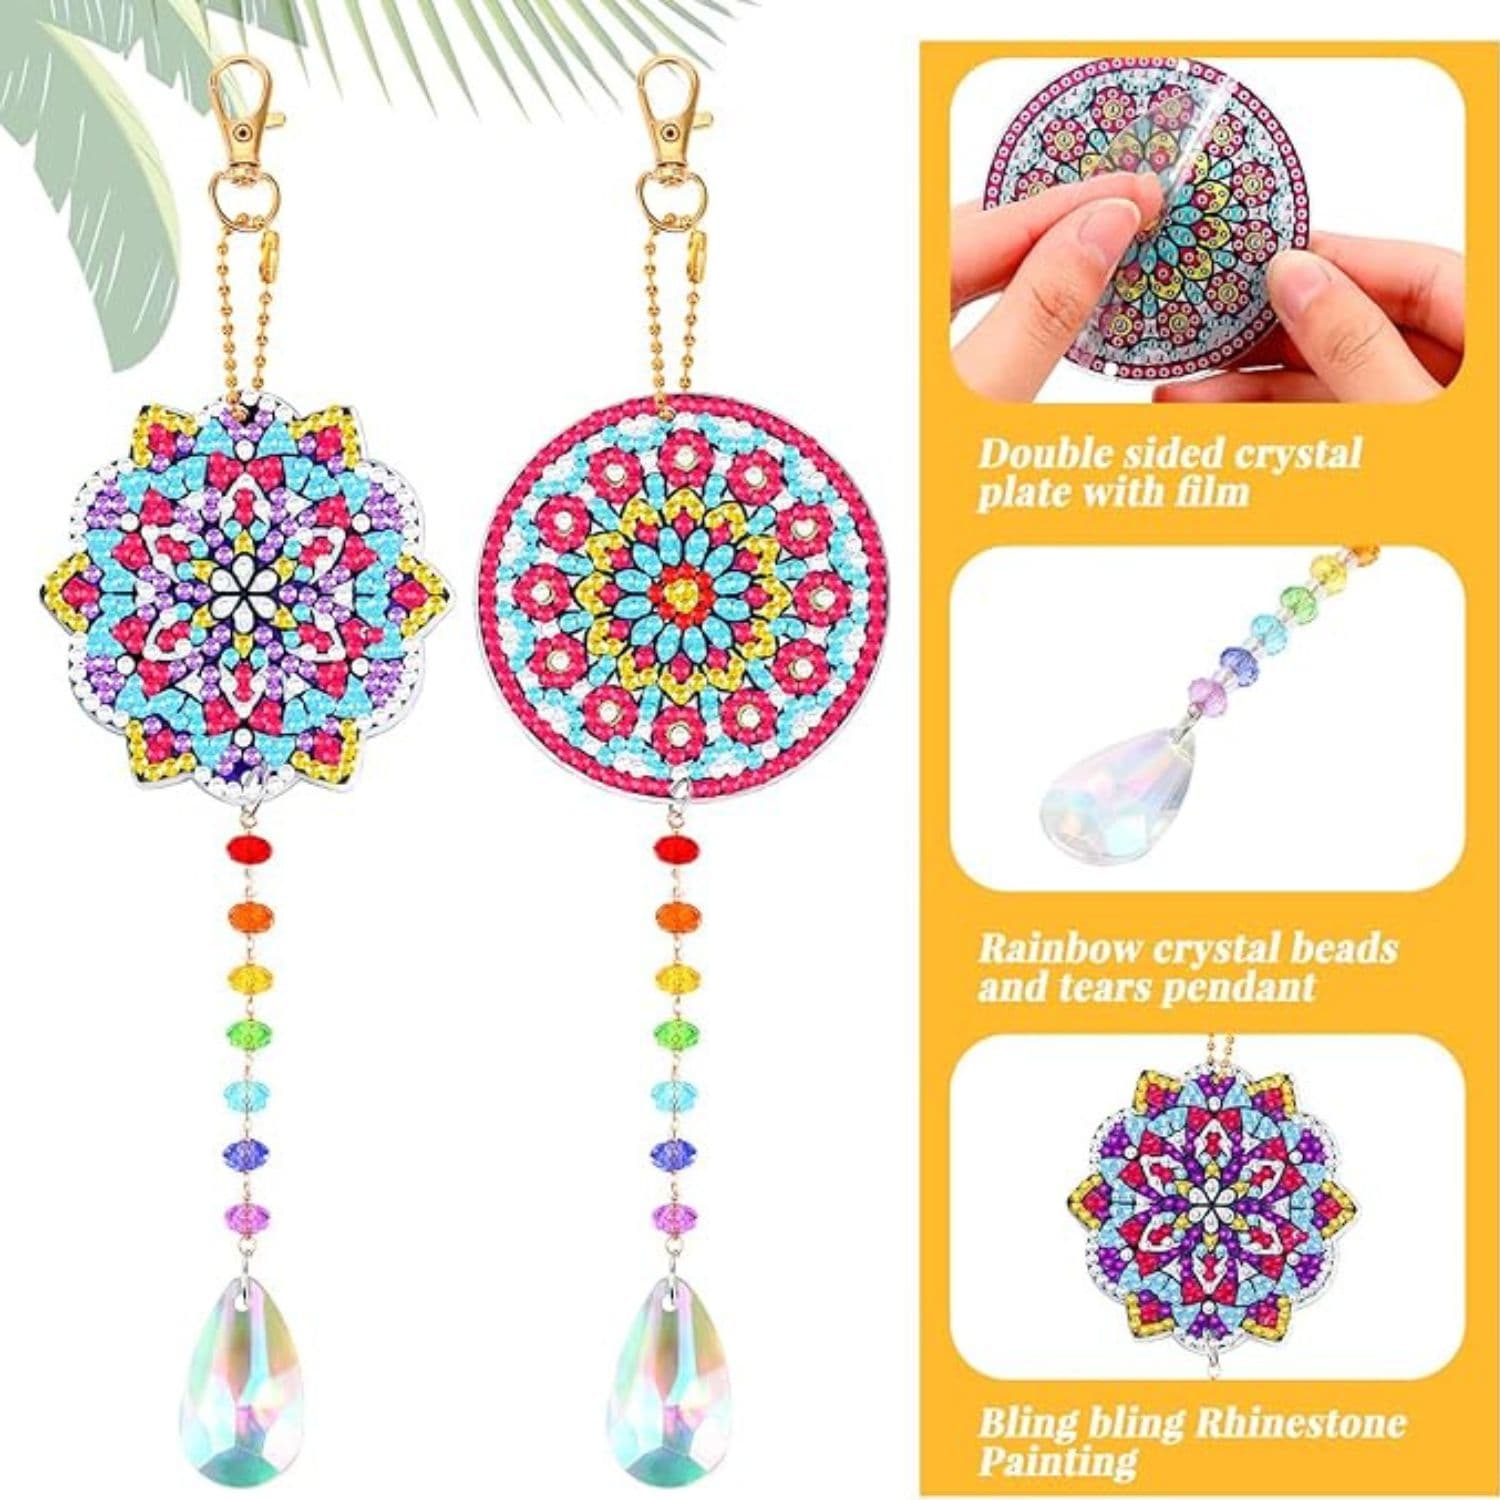 Double sided crystal
plate with film
Rainbow crystal beads
and tears pendant
Bling bling Rhinestone
Painting